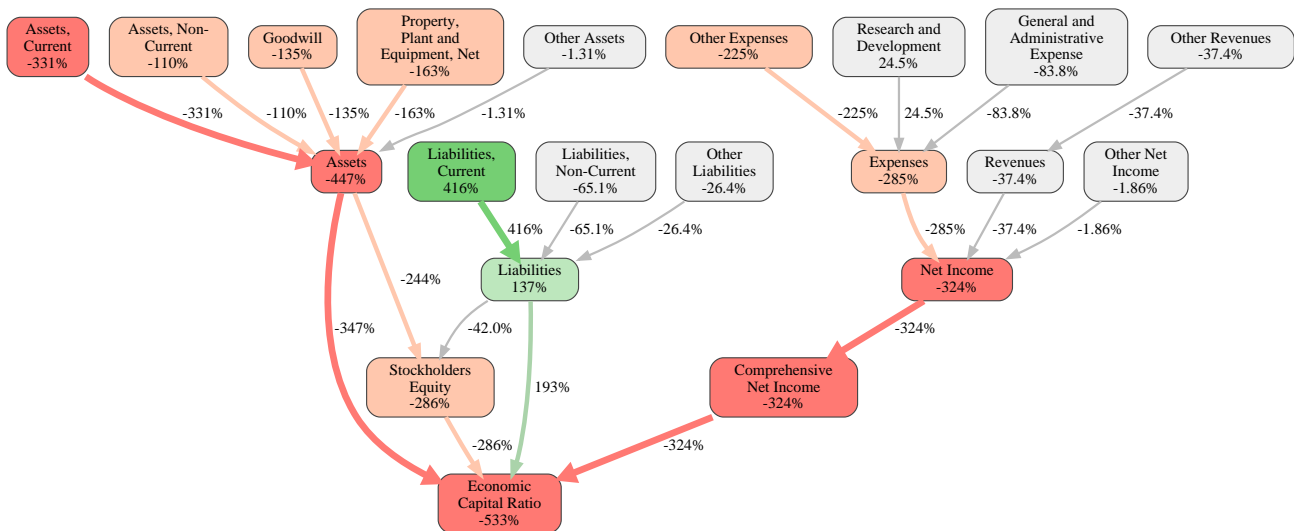 Assets,
Current
-331%
Assets, Non-
Current
-110%
Goodwill
-135%
Property,
Plant and
Equipment, Net
-163%
Other Assets
-1.31%
Other Expenses
-225%
Research and
Development
24.5%
General and
Administrative
Expense
-83.8%
Other Revenues
-37.4%
-331%
-110%
-135%
-163%
-1.31%
-225%
24.5%
-83.8%
-37.4%
Assets
-447%
Liabilities,
Current
416%
Liabilities,
Non-Current
-65.1%
Other
Liabilities
-26.4%
Expenses
-285%
Revenues
-37.4%
Other Net
Income
-1.86%
416%
-65.1%
-26.4%
-285%
-37.4%
-1.86%
-244%
Liabilities
137%
Net Income
-324%
-347%
-42.0%
-324%
Stockholders
Equity
-286%
193%
Comprehensive
Net Income
-324%
-286%
-324%
Economic
Capital Ratio
-533%